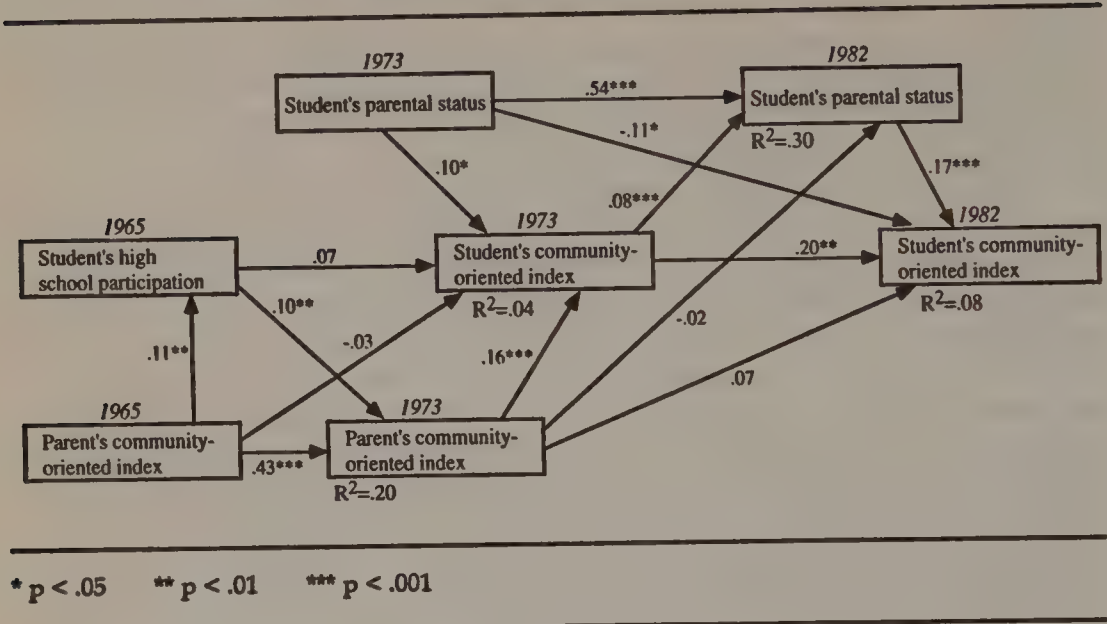 1973
Student's parental status
1982
Student's parental status
R²=.30
.54***
-.11*
.10*
.08***
.17***
1965
Student's high
school participation
.07
1973
Student's community-
oriented index
R²=.04
.20**
1982
Student's community-
oriented index
R²=.08
.10**
-.03
.11**
.16***
-.02
.07
1965
Parent's community-
oriented index
.43***
1973
Parent's community-
oriented index
R²=.20
* p < .05 ** p < .01 *** p < .001